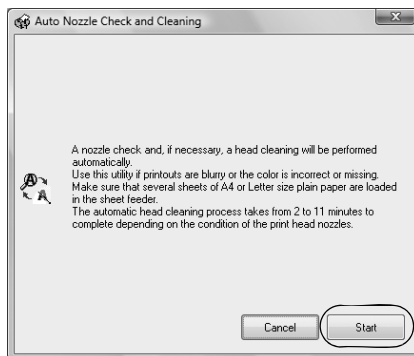 Auto Nozzle Check and Cleaning
A nozzle check and, if necessary, a head cleaning will be performed
automatically.
Use this utility if printouts are blurry or the color is incorrect or missing.
Make sure that several sheets of A4 or Letter size plain paper are loaded
in the sheet feeder.
The automatic head cleaning process takes from 2 to 11 minutes to
complete depending on the condition of the print head nozzles.
Cancel Start